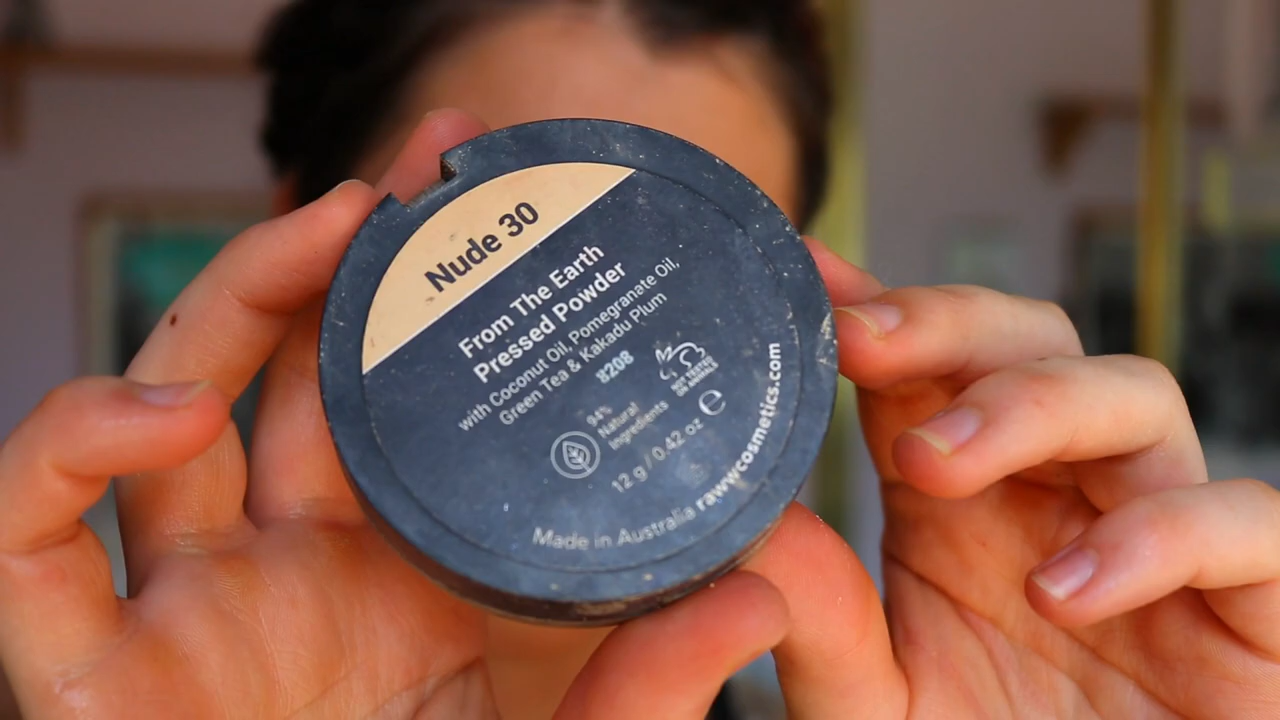 Nude 30
From The Earth
Pressed Powder
with Coconut Oil, Pomegranate Oil,
Green Tea & Kakadu Plum
8208
NOT TESTED
ON ANIMALS
94%
Natural
Ingredients
12 g / 0.42 oz e
Made in Australia rawwcosmetics.com